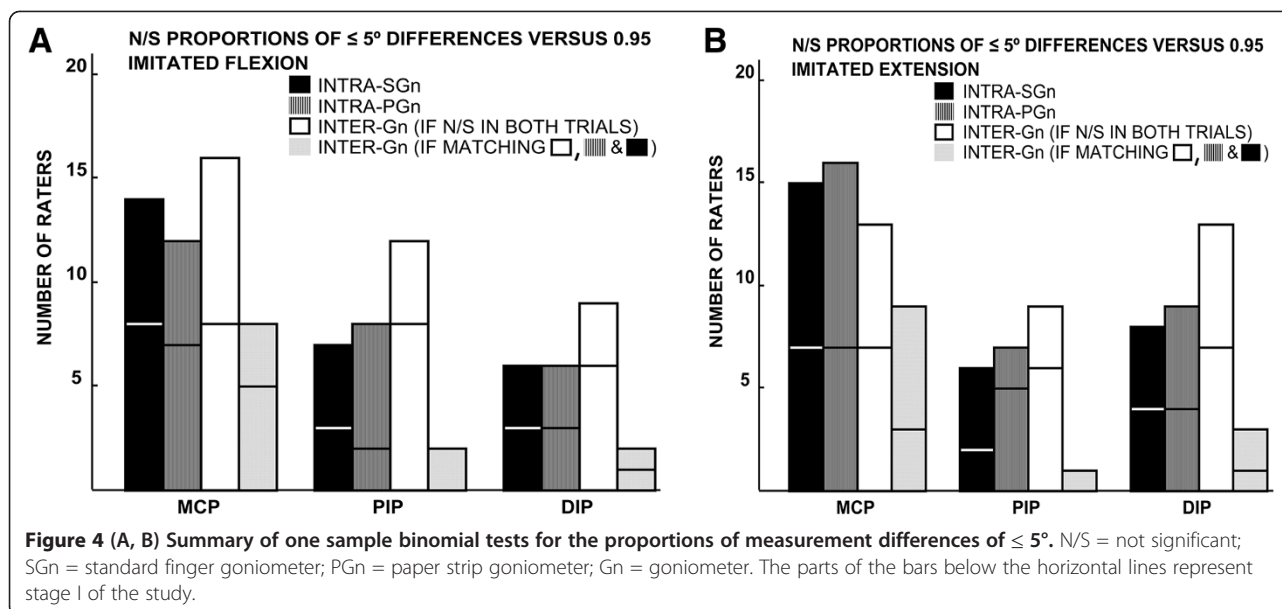 A
N/S PROPORTIONS OF ≤ 5º DIFFERENCES VERSUS 0.95
IMITATED FLEXION
INTRA-SGn
INTRA-PGn
INTER-Gn (IF N/S IN BOTH TRIALS)
INTER-Gn (IF MATCHING , & )
NUMBER OF RATERS
20
15
10
5
MCP PIP DIP
B
N/S PROPORTIONS OF ≤ 5º DIFFERENCES VERSUS 0.95
IMITATED EXTENSION
INTRA-SGn
INTRA-PGn
INTER-Gn (IF N/S IN BOTH TRIALS)
INTER-Gn (IF MATCHING , & )
NUMBER OF RATERS
20
15
10
5
MCP PIP DIP
Figure 4 (A, B) Summary of one sample binomial tests for the proportions of measurement differences of ≤ 5°. N/S = not significant;
SGn = standard finger goniometer; PGn = paper strip goniometer; Gn = goniometer. The parts of the bars below the horizontal lines represent
stage I of the study.